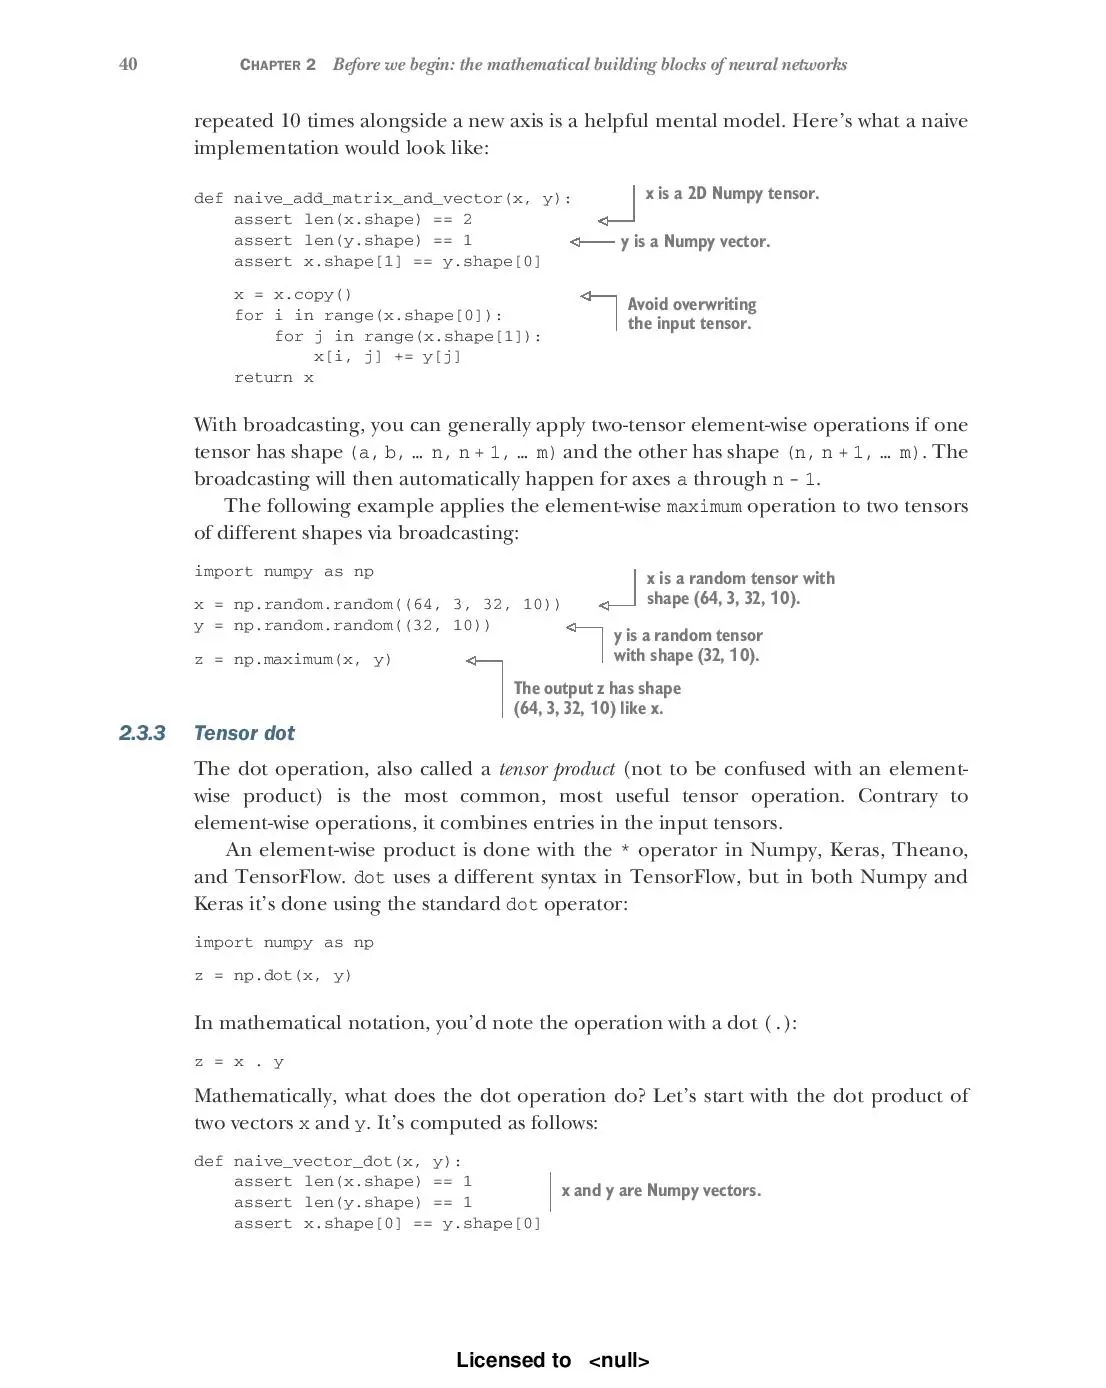 40 CHAPTER 2 Before we begin: the mathematical building blocks of neural networks
repeated 10 times alongside a new axis is a helpful mental model. Here's what a naive
implementation would look like:
def naive_add_matrix_and_vector(x, y):
    assert len(x.shape) == 2
    assert len(y.shape) == 1
    assert x.shape[1] == y.shape[0]
x is a 2D Numpy tensor.
y is a Numpy vector.
    x = x.copy()
    for i in range(x.shape[0]):
        for j in range(x.shape[1]):
            x[i, j] += y[j]
    return x
Avoid overwriting
the input tensor.
With broadcasting, you can generally apply two-tensor element-wise operations if one
tensor has shape (a, b, … n, n + 1, … m) and the other has shape (n, n + 1, … m). The
broadcasting will then automatically happen for axes a through n – 1.
The following example applies the element-wise maximum operation to two tensors
of different shapes via broadcasting:
import numpy as np
x = np.random.random((64, 3, 32, 10))
y = np.random.random((32, 10))
z = np.maximum(x, y)
x is a random tensor with
shape (64, 3, 32, 10).
y is a random tensor
with shape (32, 10).
The output z has shape
(64, 3, 32, 10) like x.
2.3.3 Tensor dot
The dot operation, also called a tensor product (not to be confused with an element-
wise product) is the most common, most useful tensor operation. Contrary to
element-wise operations, it combines entries in the input tensors.
An element-wise product is done with the * operator in Numpy, Keras, Theano,
and TensorFlow. dot uses a different syntax in TensorFlow, but in both Numpy and
Keras it's done using the standard dot operator:
import numpy as np
z = np.dot(x, y)
In mathematical notation, you'd note the operation with a dot (.):
z = x . y
Mathematically, what does the dot operation do? Let's start with the dot product of
two vectors x and y. It's computed as follows:
def naive_vector_dot(x, y):
    assert len(x.shape) == 1
    assert len(y.shape) == 1
    assert x.shape[0] == y.shape[0]
x and y are Numpy vectors.
Licensed to <null>